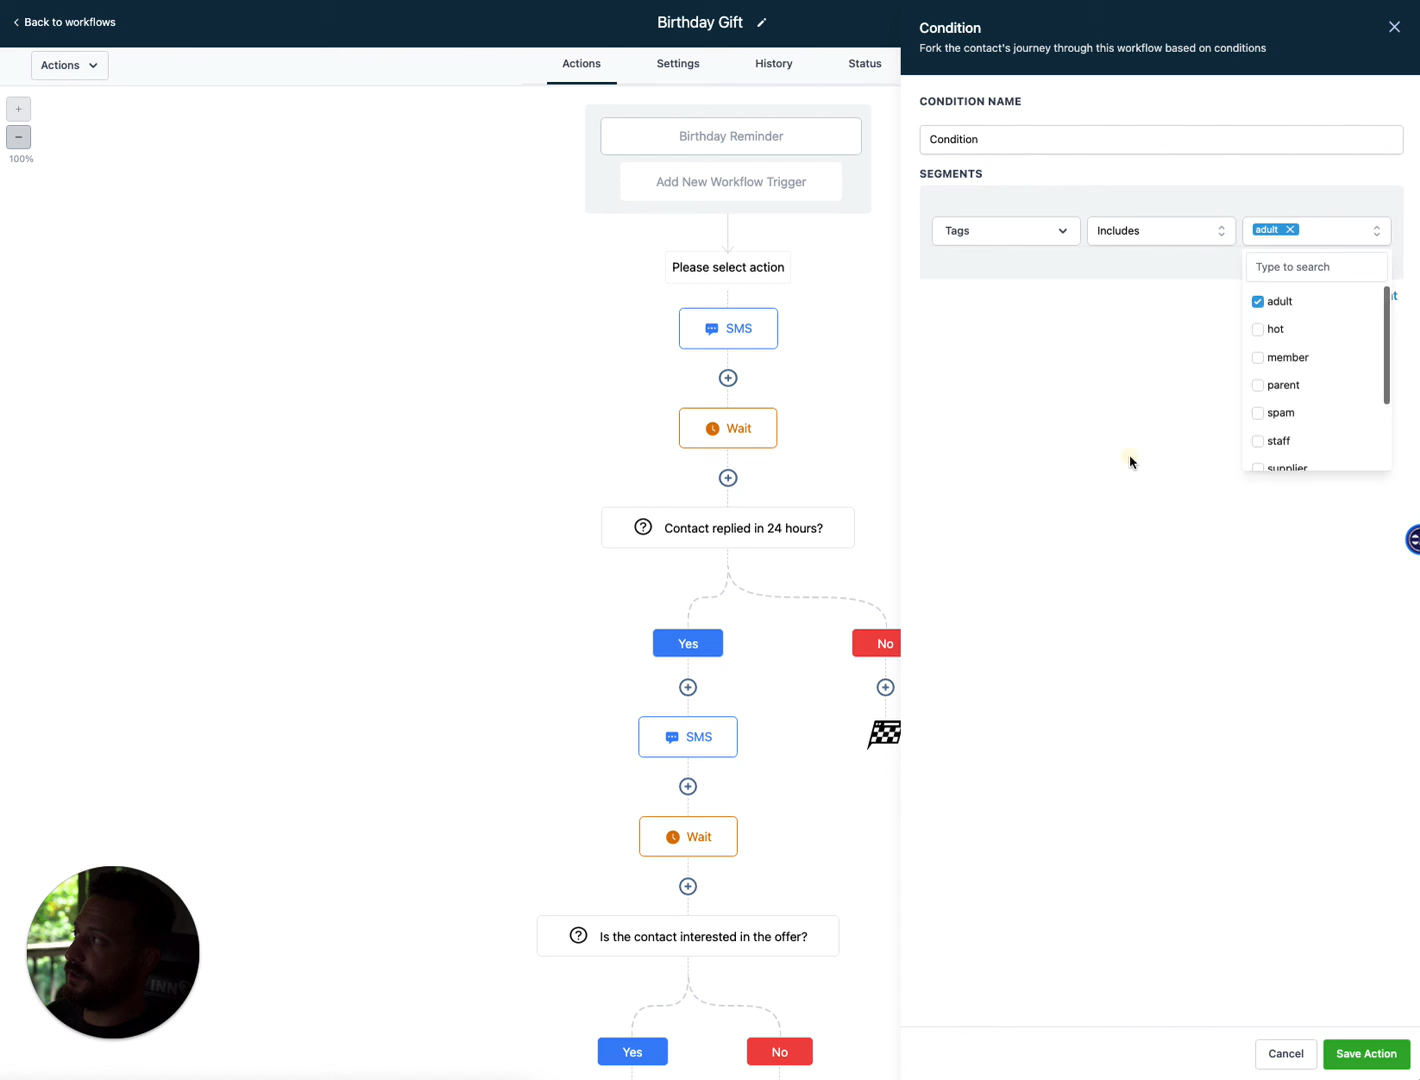 Back to workflows
Birthday Gift
Actions
Actions
Settings
History
Status
100%
Birthday Reminder
Add New Workflow Trigger
Please select action
SMS
Wait
Contact replied in 24 hours?
Yes
No
SMS
Wait
Is the contact interested in the offer?
Yes
No
Condition
Fork the contact's journey through this workflow based on conditions
CONDITION NAME
Condition
SEGMENTS
Tags
Includes
adult
Type to search
adult
hot
member
parent
spam
staff
supplier
Cancel
Save Action